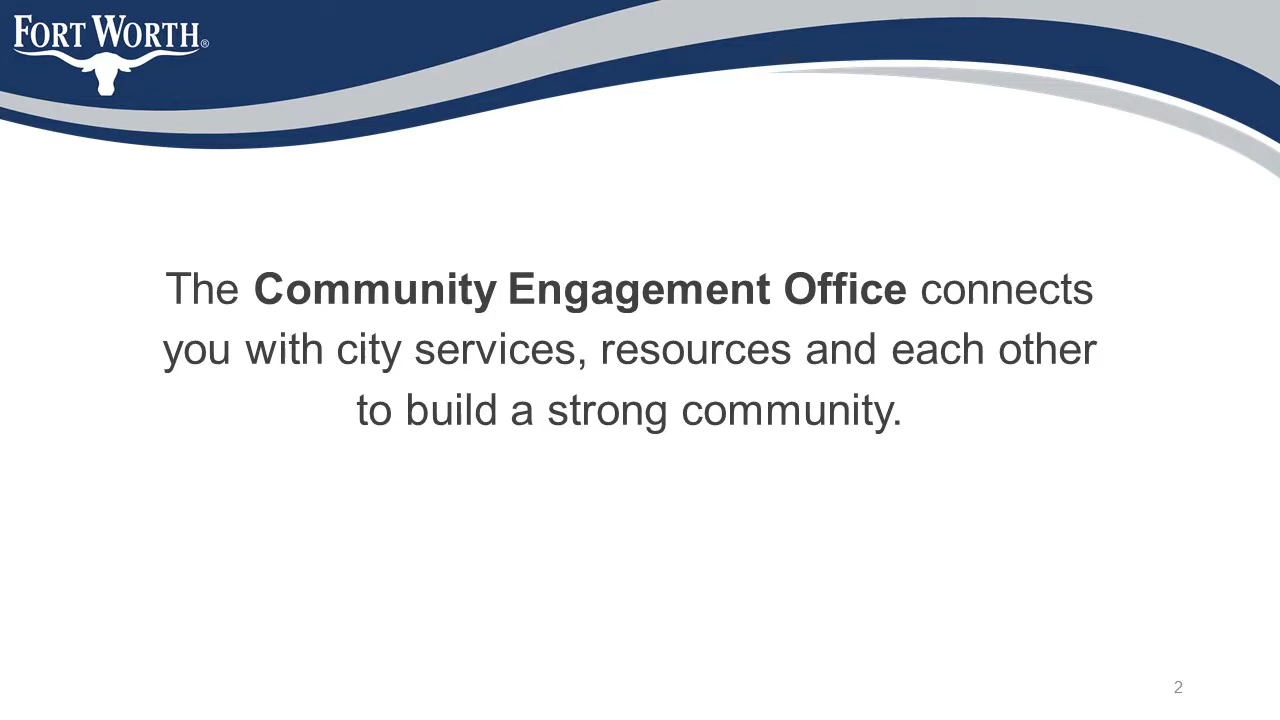 FORT WORTH®
The Community Engagement Office connects
you with city services, resources and each other
to build a strong community.
2